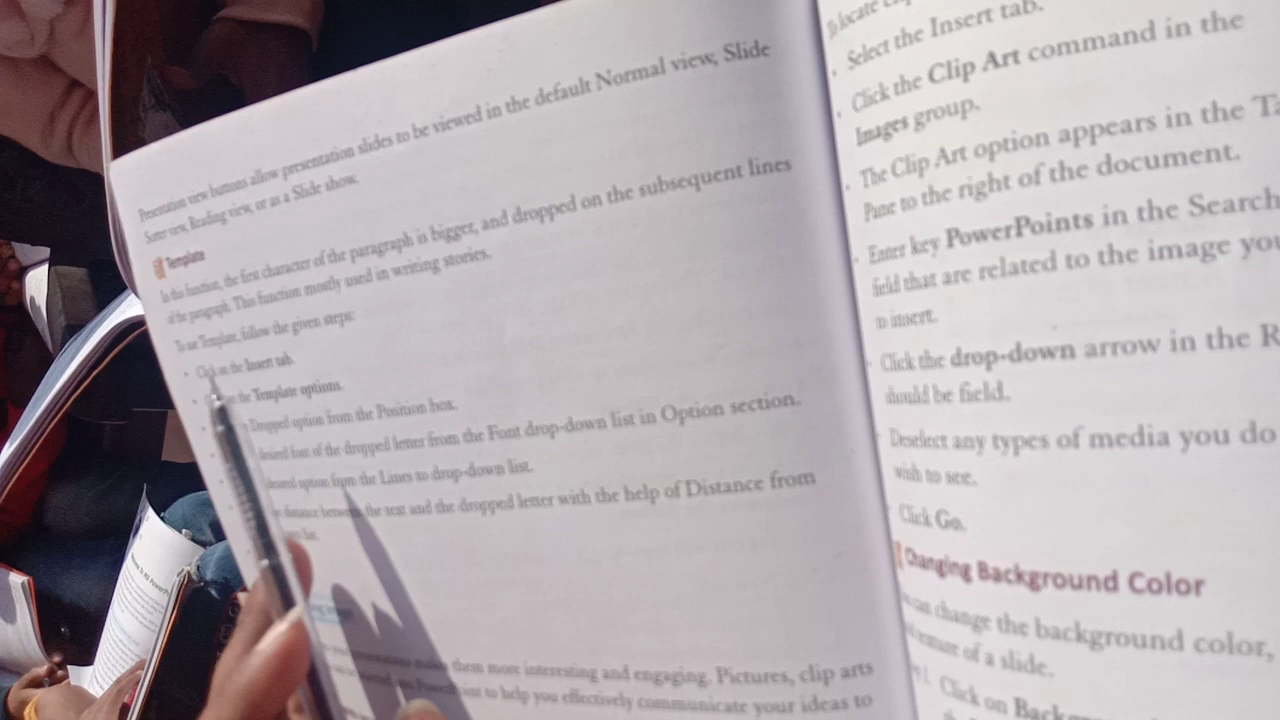 Presentation view buttons allow presentation slides to be viewed in the default Normal view, Slide
Sorter view, Reading view, or as a Slide show.
Template
In this function, the first character of the paragraph is bigger, and dropped on the subsequent lines
of the paragraph. This function mostly used in writing stories.
To use Template, follow the given steps:
• Click on the Insert tab.
• the Template options.
Dropped option from the Position box.
desired font of the dropped letter from the Font drop-down list in Option section.
desired option from the Lines to drop-down list.
distance between the text and the dropped letter with the help of Distance from
them more interesting and engaging. Pictures, clip arts
to help you effectively communicate your ideas to
To locate
• Select the Insert tab.
• Click the Clip Art command in the
Images group.
• The Clip Art option appears in the
Pane to the right of the document.
• Enter key PowerPoints in the Search
field that are related to the image
to insert.
• Click the drop-down arrow in the
should be field.
• Deselect any types of media you do
wish to see.
• Click Go.
Changing Background Color
can change the background color,
of a slide.
Click on